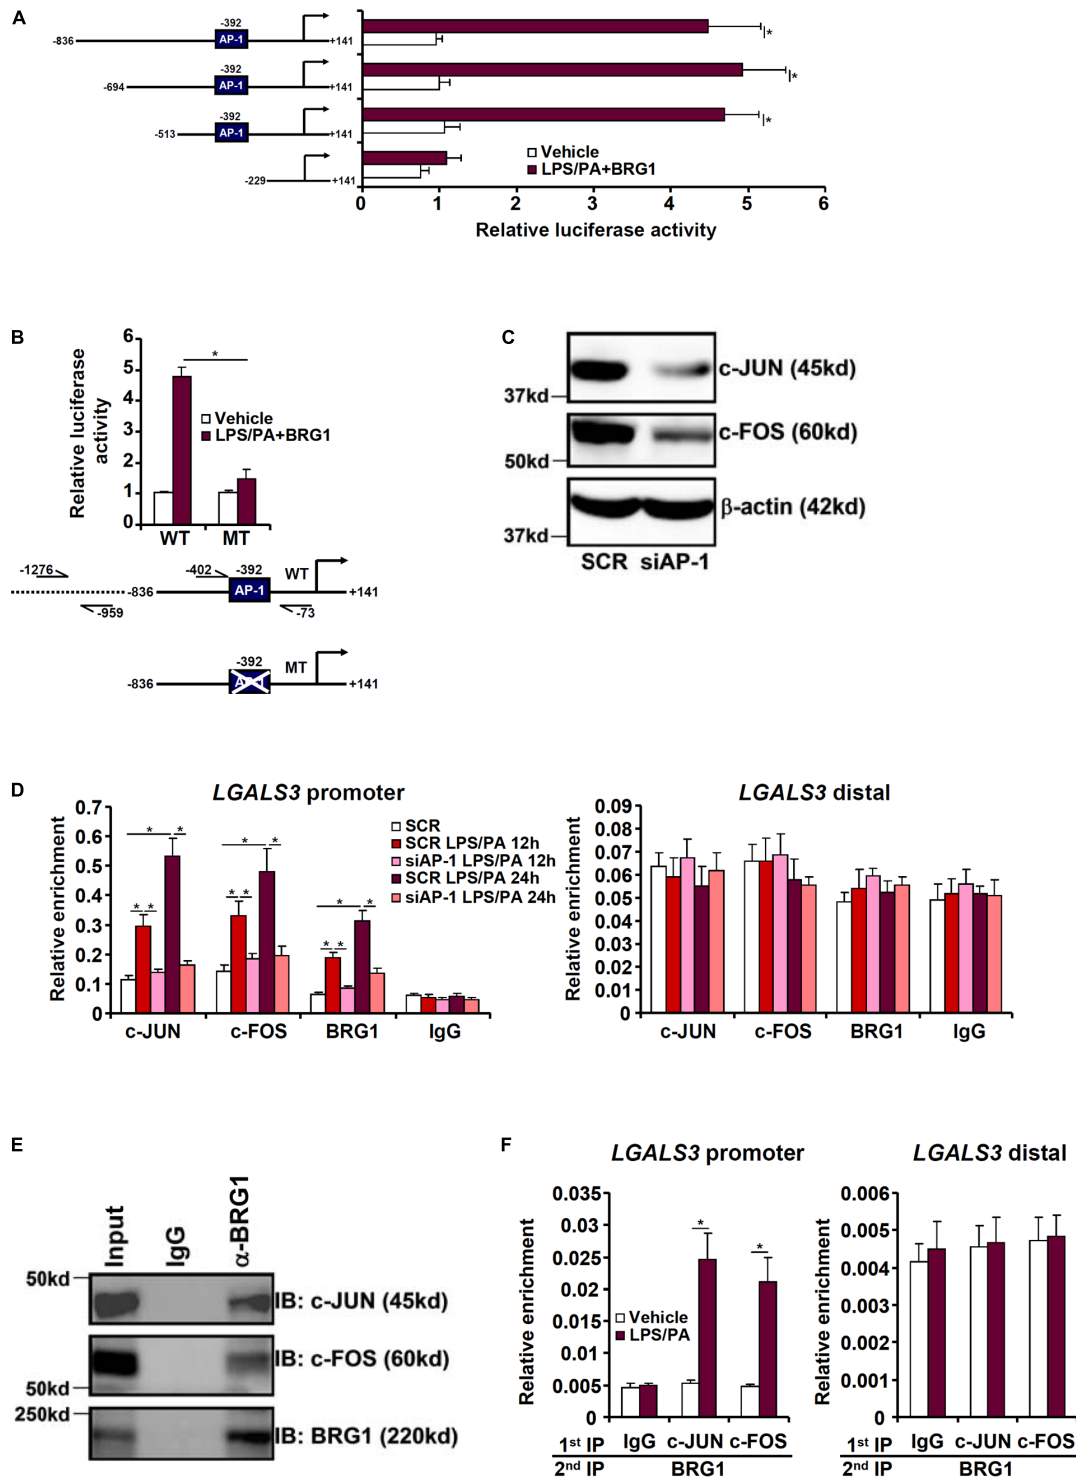 A
-392
-836 AP-1 +141
*
-392
-694 AP-1 +141
*
-392
-513 AP-1 +141
*
-229 +141
Vehicle
LPS/PA+BRG1
0 1 2 3 4 5 6
Relative luciferase activity
B
Relative luciferase
activity
6
5
4
3
2
1
0
*
Vehicle
LPS/PA+BRG1
WT MT
-1276 -402 -392 WT
-836 AP-1 +141
-959 -73
-392 MT
-836 AP-1 +141
C
c-JUN (45kd)
37kd
c-FOS (60kd)
50kd
β-actin (42kd)
37kd
SCR siAP-1
D
LGALS3 promoter
Relative enrichment
0.7
0.6
0.5
0.4
0.3
0.2
0.1
0
* *
* *
* *
* *
* *
* *
SCR
SCR LPS/PA 12h
siAP-1 LPS/PA 12h
SCR LPS/PA 24h
siAP-1 LPS/PA 24h
c-JUN c-FOS BRG1 IgG
LGALS3 distal
Relative enrichment
0.09
0.08
0.07
0.06
0.05
0.04
0.03
0.02
0.01
0
c-JUN c-FOS BRG1 IgG
E
Input IgG α-BRG1
50kd
IB: c-JUN (45kd)
IB: c-FOS (60kd)
50kd
250kd
IB: BRG1 (220kd)
F
LGALS3 promoter
Relative enrichment
0.035
0.03
0.025
0.02
0.015
0.01
0.005
0
* *
Vehicle
LPS/PA
1st IP IgG c-JUN c-FOS
2nd IP BRG1
LGALS3 distal
Relative enrichment
0.006
0.005
0.004
0.003
0.002
0.001
0
1st IP IgG c-JUN c-FOS
2nd IP BRG1